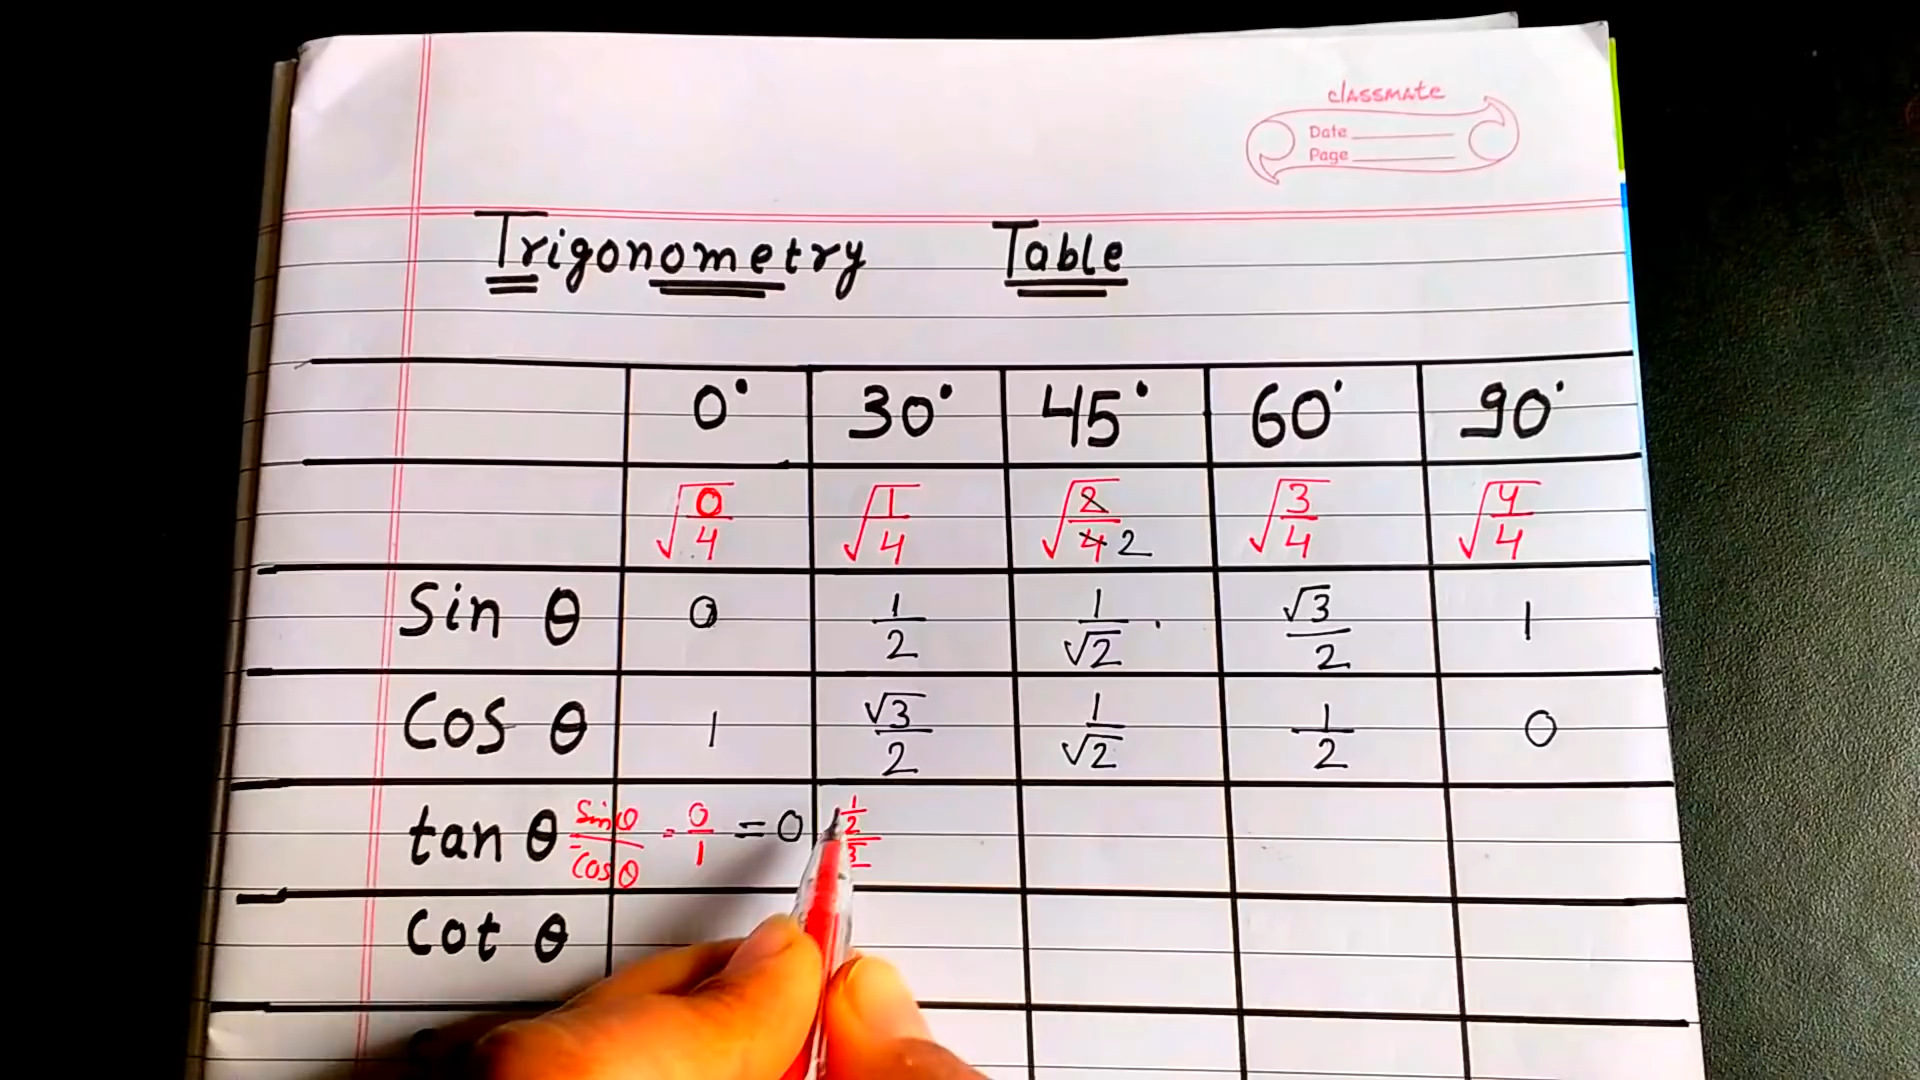 classmate
Date
Page
Trigonometry Table
0° 30° 45° 60° 90°
√0/4 √1/4 √2/4 2 √3/4 √4/4
Sin θ 0 1/2 1/√2 √3/2 1
Cos θ 1 √3/2 1/√2 1/2 0
tan θ Sinθ/Cosθ = 0/1 = 0 1/2
Cot θ